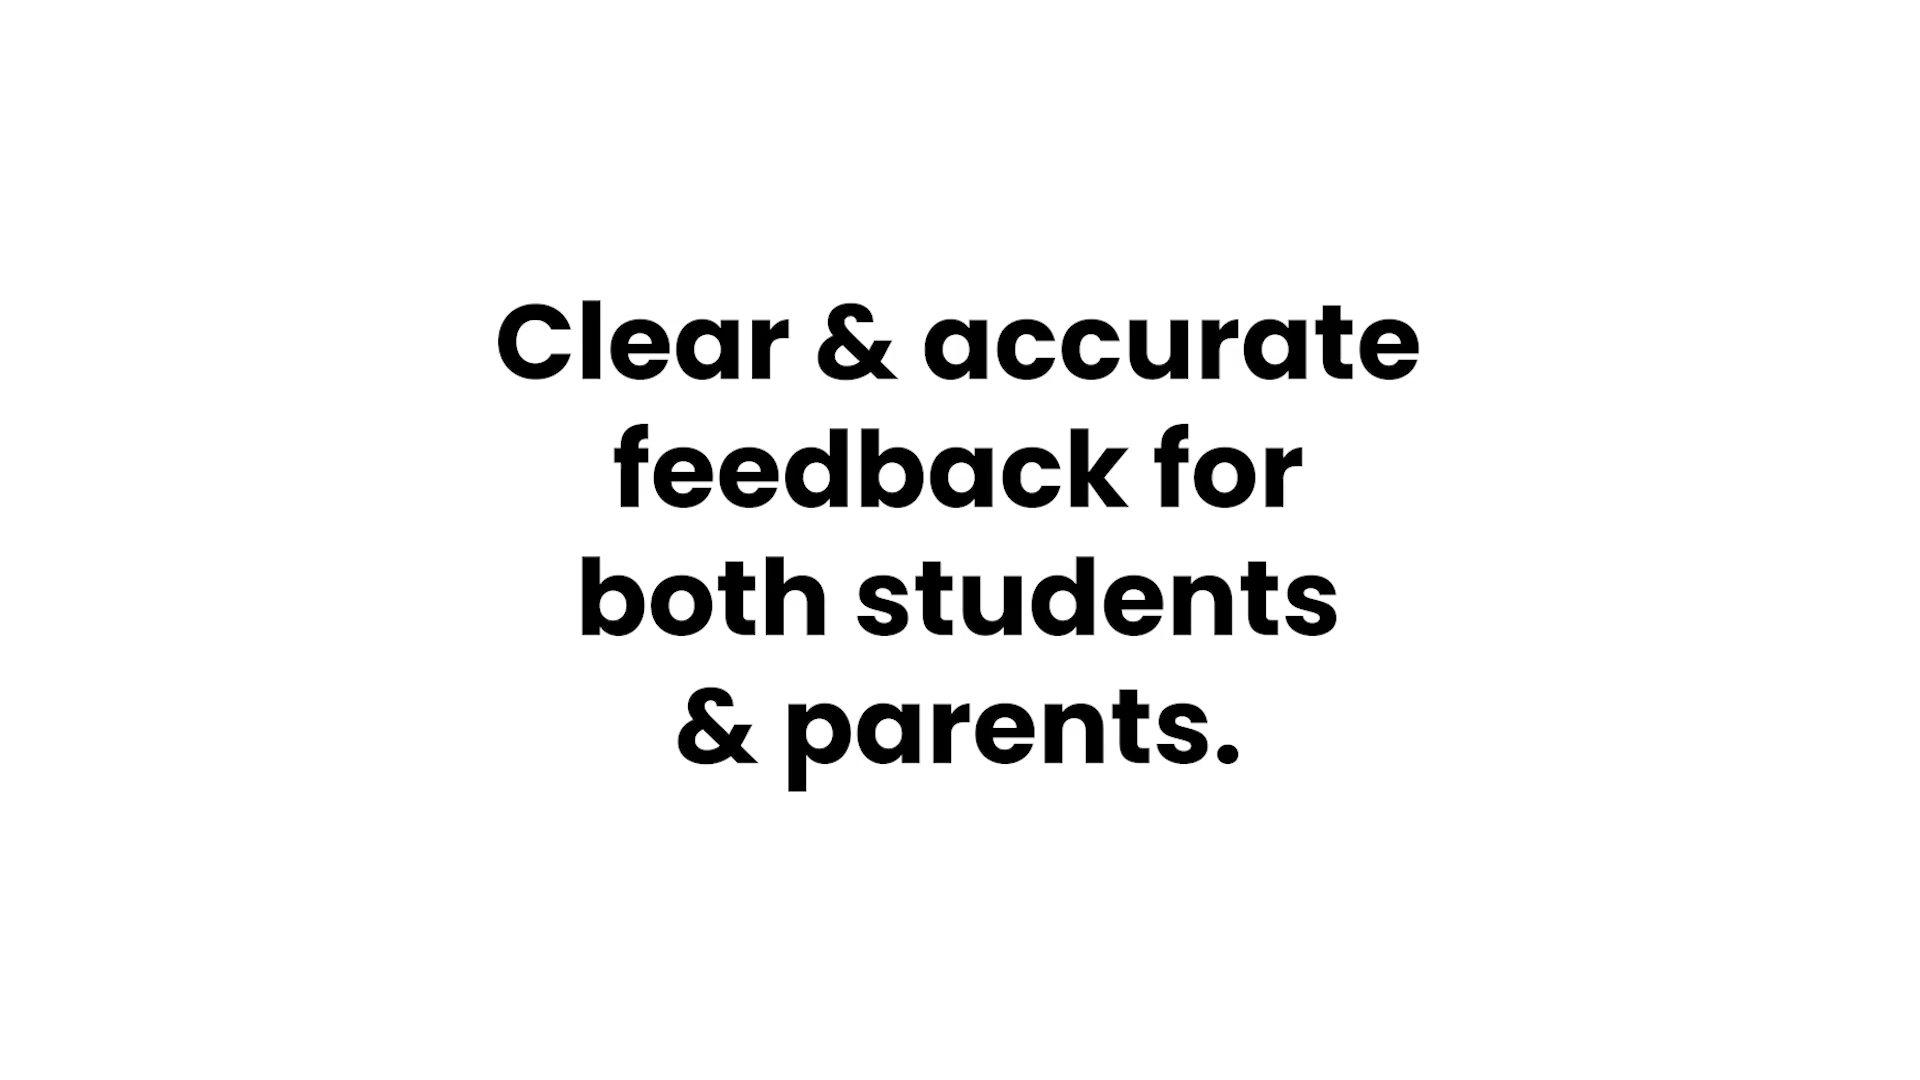 Clear & accurate
feedback for
both students
& parents.